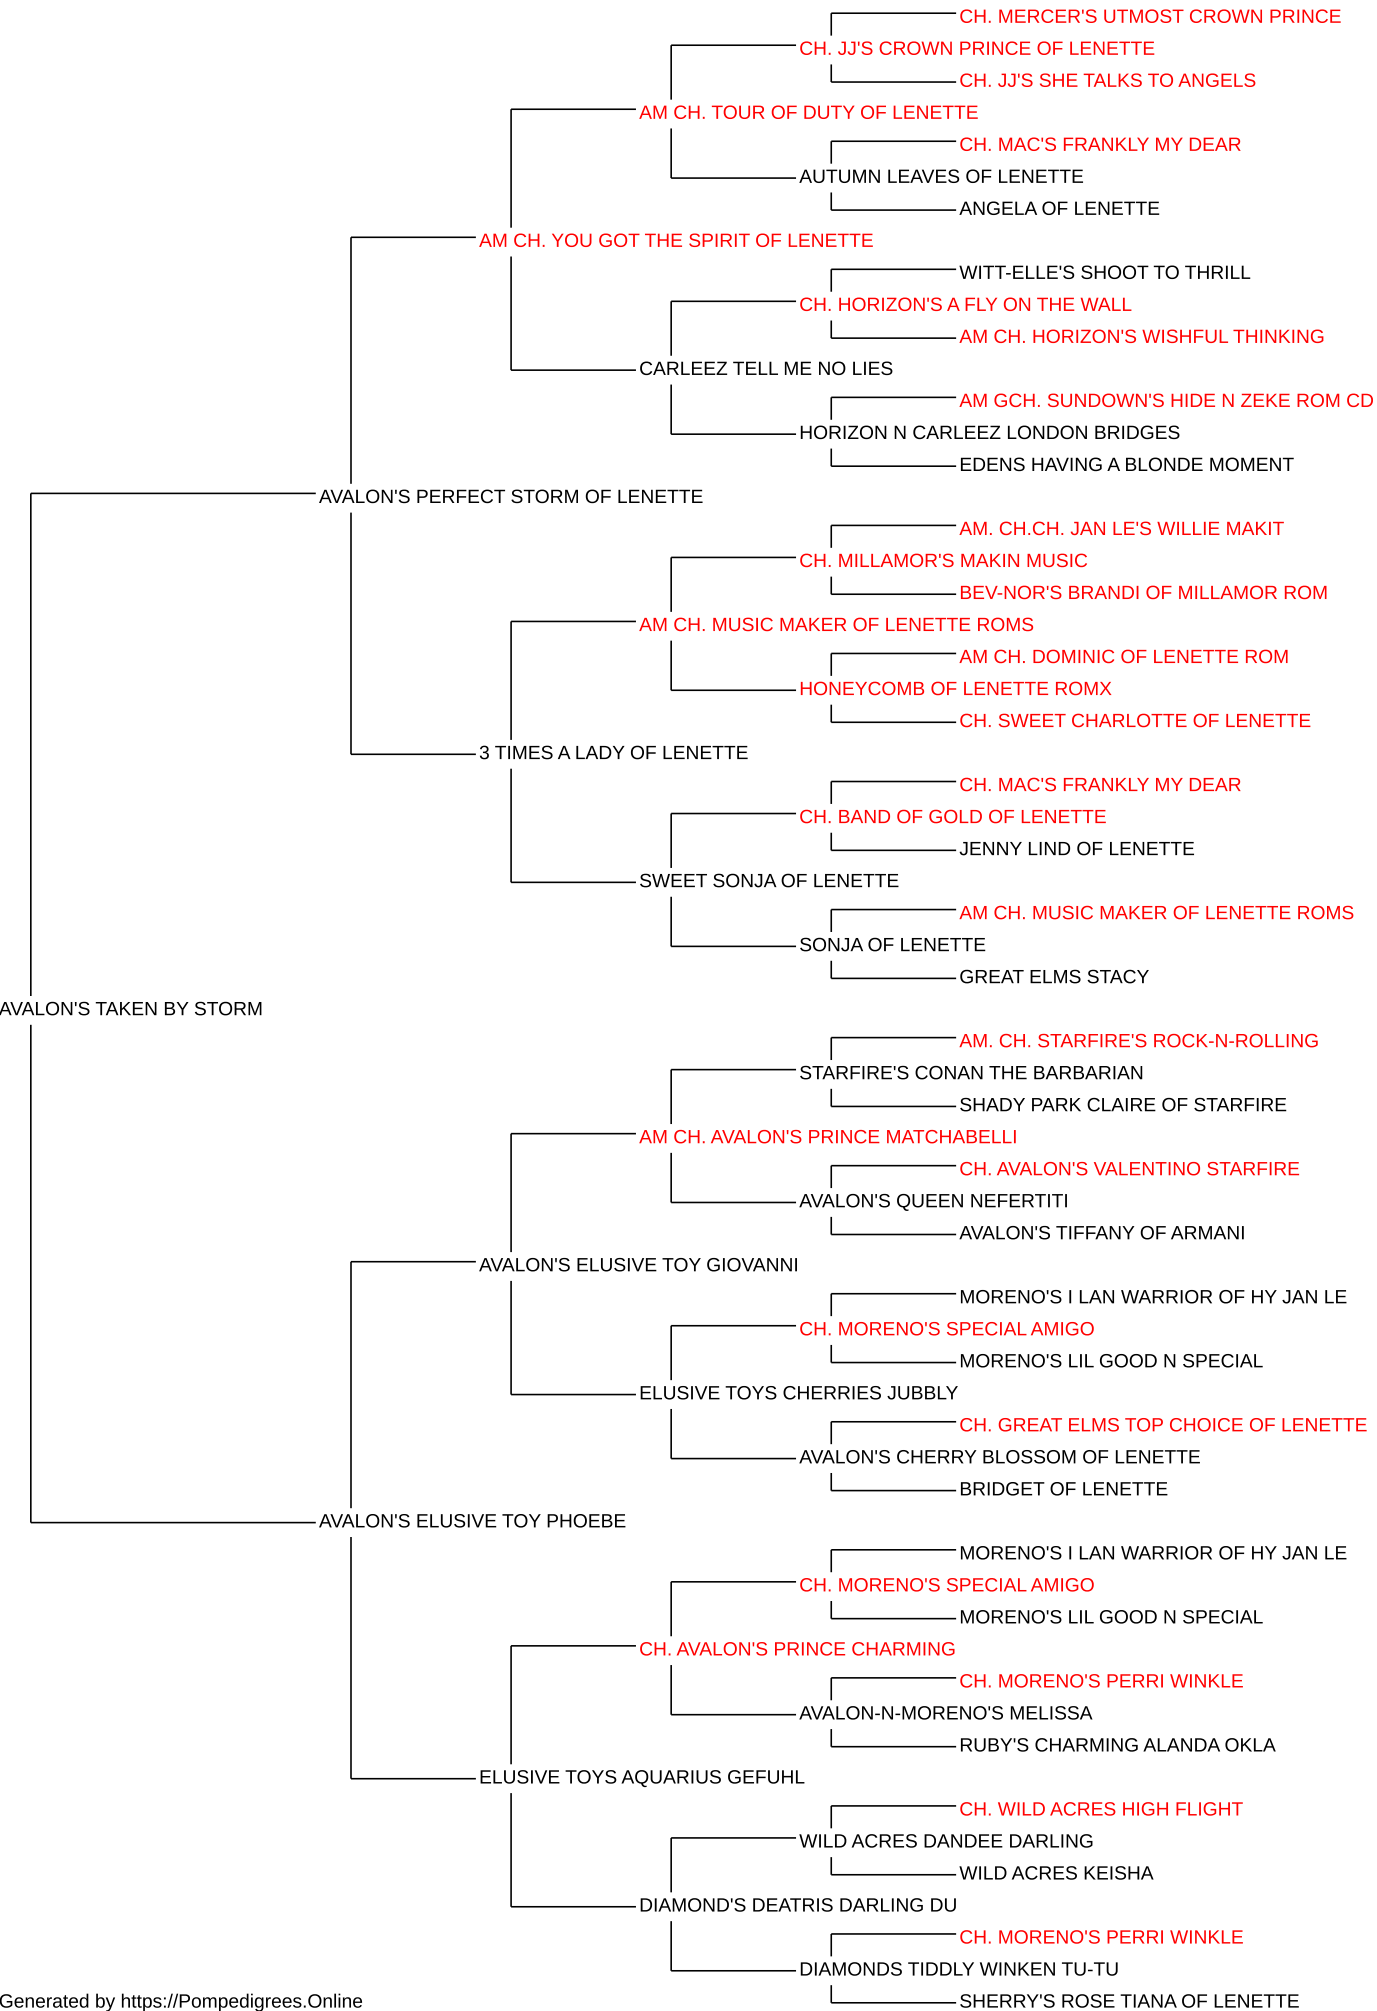 CH. MERCER'S UTMOST CROWN PRINCE
CH. JJ'S CROWN PRINCE OF LENETTE
CH. JJ'S SHE TALKS TO ANGELS
AM CH. TOUR OF DUTY OF LENETTE
CH. MAC'S FRANKLY MY DEAR
AUTUMN LEAVES OF LENETTE
ANGELA OF LENETTE
AM CH. YOU GOT THE SPIRIT OF LENETTE
WITT-ELLE'S SHOOT TO THRILL
CH. HORIZON'S A FLY ON THE WALL
AM CH. HORIZON'S WISHFUL THINKING
CARLEEZ TELL ME NO LIES
AM GCH. SUNDOWN'S HIDE N ZEKE ROM CD
HORIZON N CARLEEZ LONDON BRIDGES
EDENS HAVING A BLONDE MOMENT
AVALON'S PERFECT STORM OF LENETTE
AM. CH.CH. JAN LE'S WILLIE MAKIT
CH. MILLAMOR'S MAKIN MUSIC
BEV-NOR'S BRANDI OF MILLAMOR ROM
AM CH. MUSIC MAKER OF LENETTE ROMS
AM CH. DOMINIC OF LENETTE ROM
HONEYCOMB OF LENETTE ROMX
CH. SWEET CHARLOTTE OF LENETTE
3 TIMES A LADY OF LENETTE
CH. MAC'S FRANKLY MY DEAR
CH. BAND OF GOLD OF LENETTE
JENNY LIND OF LENETTE
SWEET SONJA OF LENETTE
AM CH. MUSIC MAKER OF LENETTE ROMS
SONJA OF LENETTE
GREAT ELMS STACY
AVALON'S TAKEN BY STORM
AM. CH. STARFIRE'S ROCK-N-ROLLING
STARFIRE'S CONAN THE BARBARIAN
SHADY PARK CLAIRE OF STARFIRE
AM CH. AVALON'S PRINCE MATCHABELLI
CH. AVALON'S VALENTINO STARFIRE
AVALON'S QUEEN NEFERTITI
AVALON'S TIFFANY OF ARMANI
AVALON'S ELUSIVE TOY GIOVANNI
MORENO'S I LAN WARRIOR OF HY JAN LE
CH. MORENO'S SPECIAL AMIGO
MORENO'S LIL GOOD N SPECIAL
ELUSIVE TOYS CHERRIES JUBBLY
CH. GREAT ELMS TOP CHOICE OF LENETTE
AVALON'S CHERRY BLOSSOM OF LENETTE
BRIDGET OF LENETTE
AVALON'S ELUSIVE TOY PHOEBE
MORENO'S I LAN WARRIOR OF HY JAN LE
CH. MORENO'S SPECIAL AMIGO
MORENO'S LIL GOOD N SPECIAL
CH. AVALON'S PRINCE CHARMING
CH. MORENO'S PERRI WINKLE
AVALON-N-MORENO'S MELISSA
RUBY'S CHARMING ALANDA OKLA
ELUSIVE TOYS AQUARIUS GEFUHL
CH. WILD ACRES HIGH FLIGHT
WILD ACRES DANDEE DARLING
WILD ACRES KEISHA
DIAMOND'S DEATRIS DARLING DU
CH. MORENO'S PERRI WINKLE
DIAMONDS TIDDLY WINKEN TU-TU
SHERRY'S ROSE TIANA OF LENETTE
Generated by https://Pompedigrees.Online